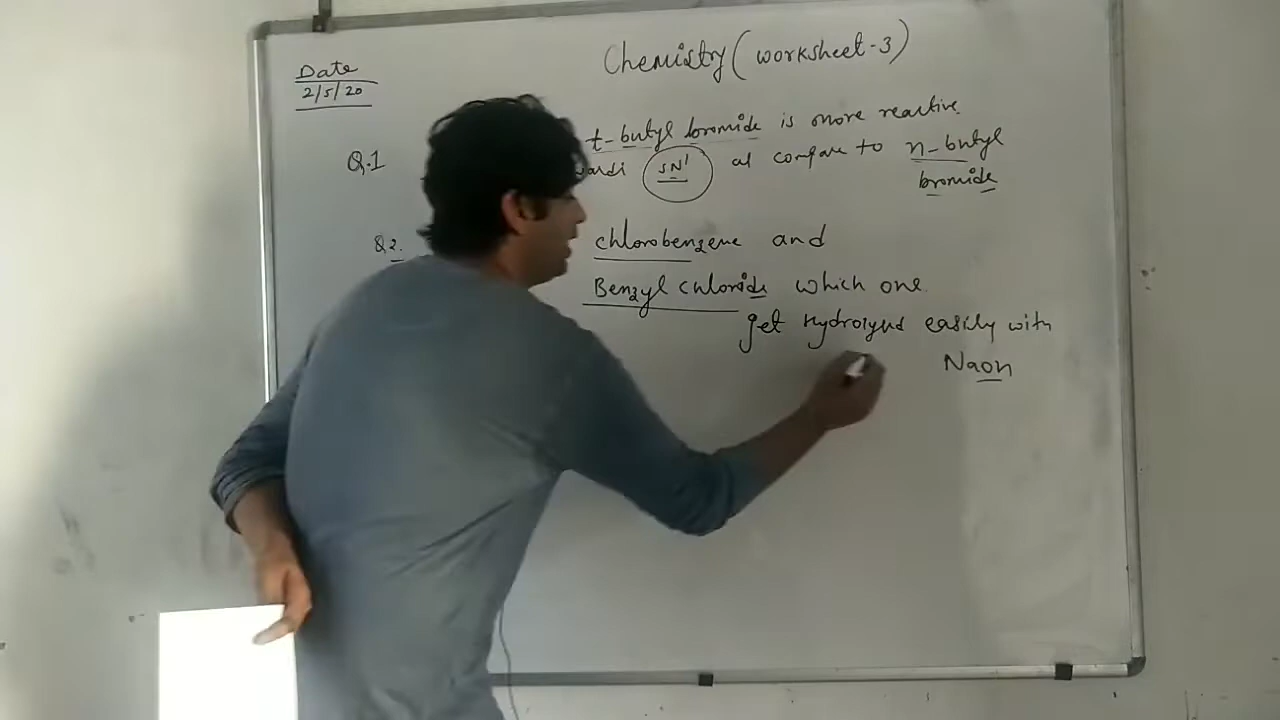 Chemistry (worksheet-3)
Date
2/5/20
Q.1 t-butyl bromide is more reactive
SN1 as compare to n-butyl
bromide
Q2. chlorobenzene and
Benzyl chloride which one
get Hydrolysed easily with
NaOH